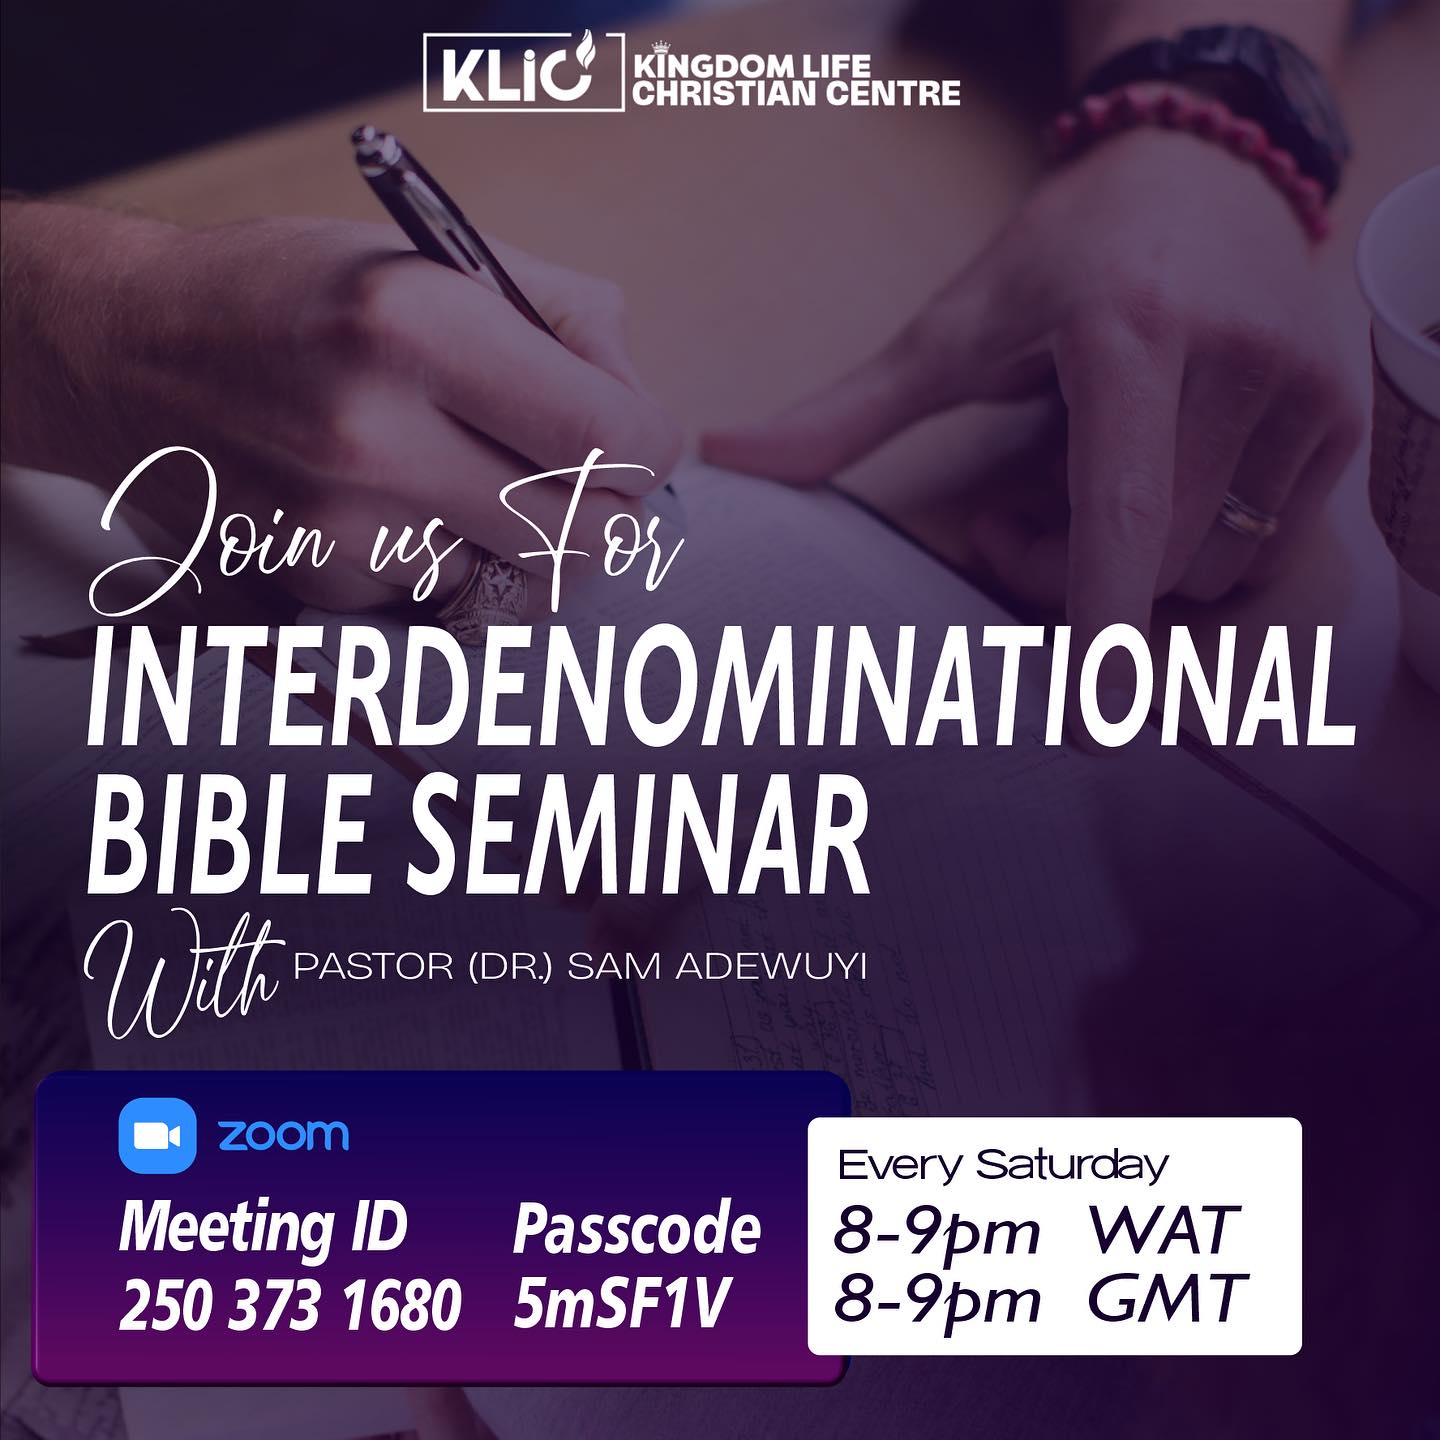 KLiC
KINGDOM LIFE
CHRISTIAN CENTRE
Join us For
INTERDENOMINATIONAL
BIBLE SEMINAR
With PASTOR (DR.) SAM ADEWUYI
zoom
Meeting ID
250 373 1680
Passcode
5mSF1V
Every Saturday
8-9pm WAT
8-9pm GMT